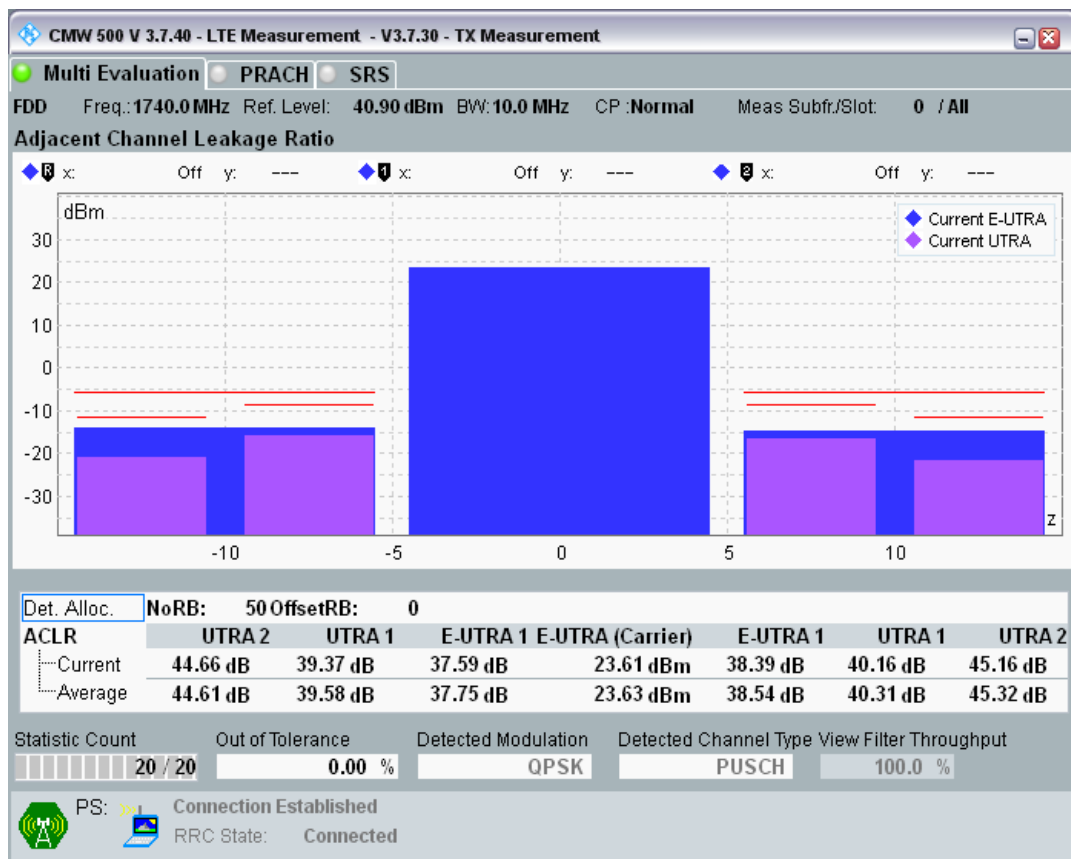 CMW 500 V 3.7.40 - LTE Measurement - V3.7.30 - TX Measurement
Multi Evaluation PRACH SRS
FDD Freq.:1740.0 MHz Ref. Level: 40.90 dBm BW:10.0 MHz CP :Normal Meas Subfr./Slot: 0 / All
Adjacent Channel Leakage Ratio
R x: Off y: --- 1 x: Off y: --- 2 x: Off y: ---
dBm
Current E-UTRA
Current UTRA
30
20
10
0
-10
-20
-30
z
-10 -5 0 5 10
Det. Alloc. NoRB: 50 OffsetRB: 0
ACLR UTRA 2 UTRA 1 E-UTRA 1 E-UTRA (Carrier) E-UTRA 1 UTRA 1 UTRA 2
Current 44.66 dB 39.37 dB 37.59 dB 23.61 dBm 38.39 dB 40.16 dB 45.16 dB
Average 44.61 dB 39.58 dB 37.75 dB 23.63 dBm 38.54 dB 40.31 dB 45.32 dB
Statistic Count Out of Tolerance Detected Modulation Detected Channel Type View Filter Throughput
20 / 20 0.00 % QPSK PUSCH 100.0 %
PS: Connection Established
RRC State: Connected